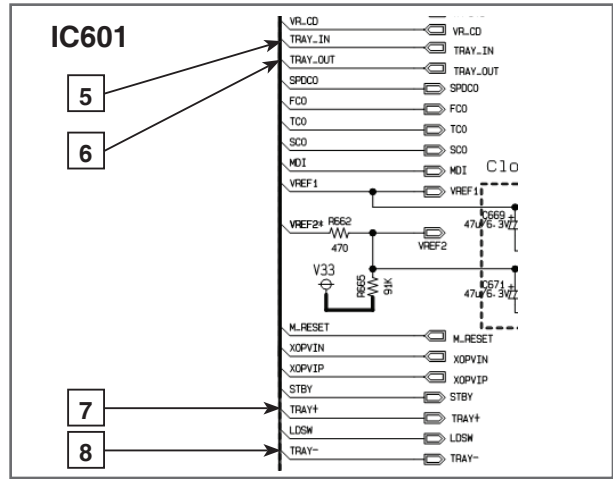 VR_CD VR_CD
IC601 TRAY_IN TRAY_IN
TRAY_OUT TRAY_OUT
5 SPDCO SPDCO
FCO FCO
TCO TCO
6 SCO SCO
MDI MDI Clo
VREF1 VREF1
C669 +
47u/6.3V
VREF2* R662 470 VREF2
V33 R665 91K
C671 +
47u/6.3V
M_RESET M_RESET
XOPVIN XOPVIN
XOPVIP XOPVIP
STBY STBY
7 TRAY+ TRAY+
LDSW LDSW
8 TRAY- TRAY-